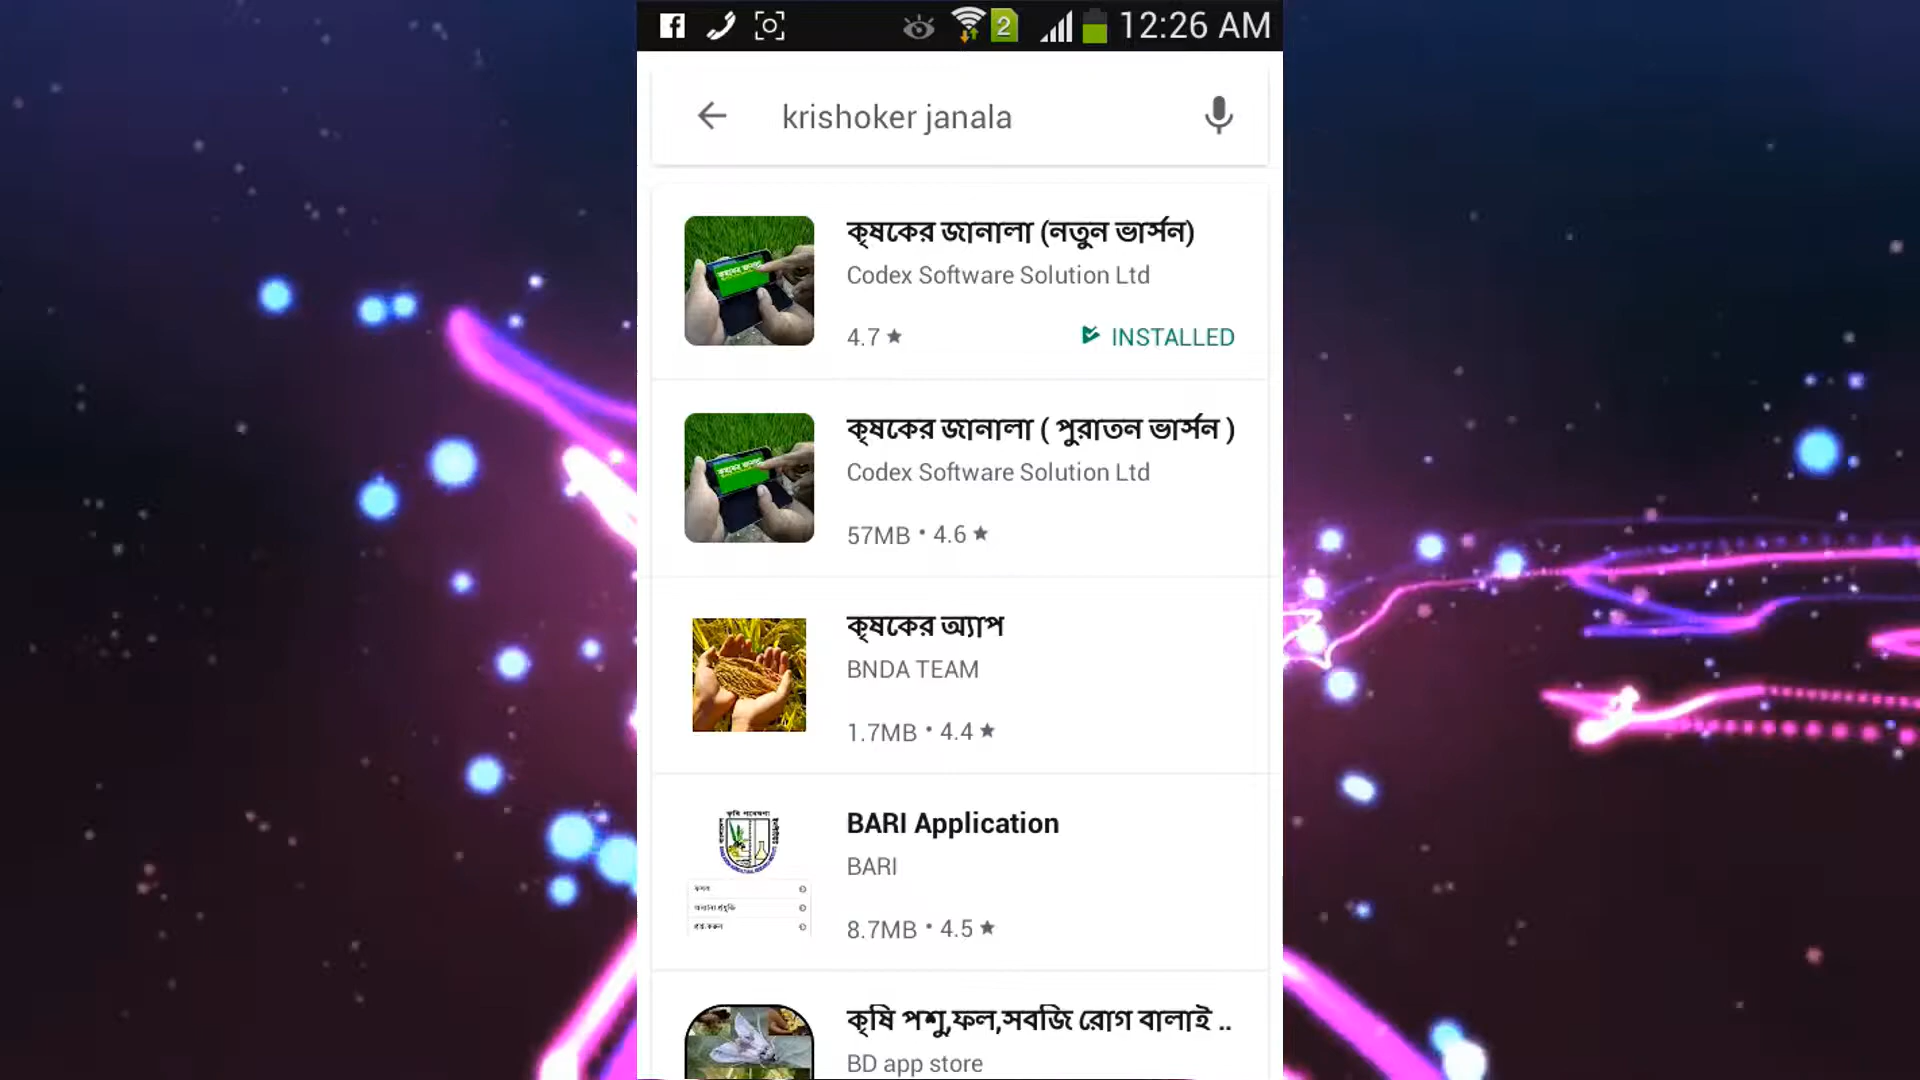 2 12:26 AM
krishoker janala
কৃষকের জানালা (নতুন ভার্সন)
Codex Software Solution Ltd
4.7 ★ INSTALLED
কৃষকের জানালা ( পুরাতন ভার্সন )
Codex Software Solution Ltd
57MB • 4.6 ★
কৃষকের অ্যাপ
BNDA TEAM
1.7MB • 4.4 ★
BARI Application
BARI
8.7MB • 4.5 ★
কৃষি পশু,ফল,সবজি রোগ বালাই ..
BD app store